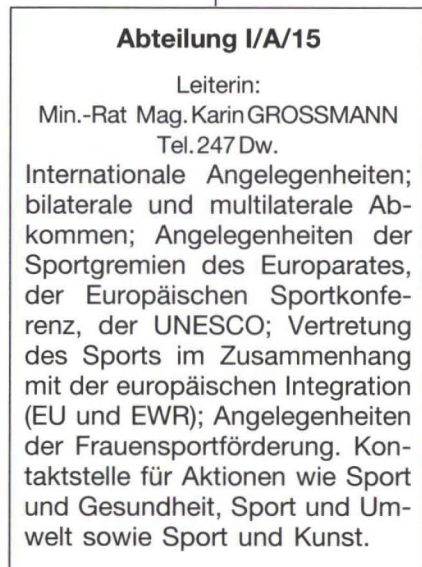 Abteilung I/A/15
Leiterin:
Min.-Rat Mag. Karin GROSSMANN
Tel. 247 Dw.
Internationale Angelegenheiten;
bilaterale und multilaterale Ab-
kommen; Angelegenheiten der
Sportgremien des Europarates,
der Europäischen Sportkonfe-
renz, der UNESCO; Vertretung
des Sports im Zusammenhang
mit der europäischen Integration
(EU und EWR); Angelegenheiten
der Frauensportförderung. Kon-
taktstelle für Aktionen wie Sport
und Gesundheit, Sport und Um-
welt sowie Sport und Kunst.